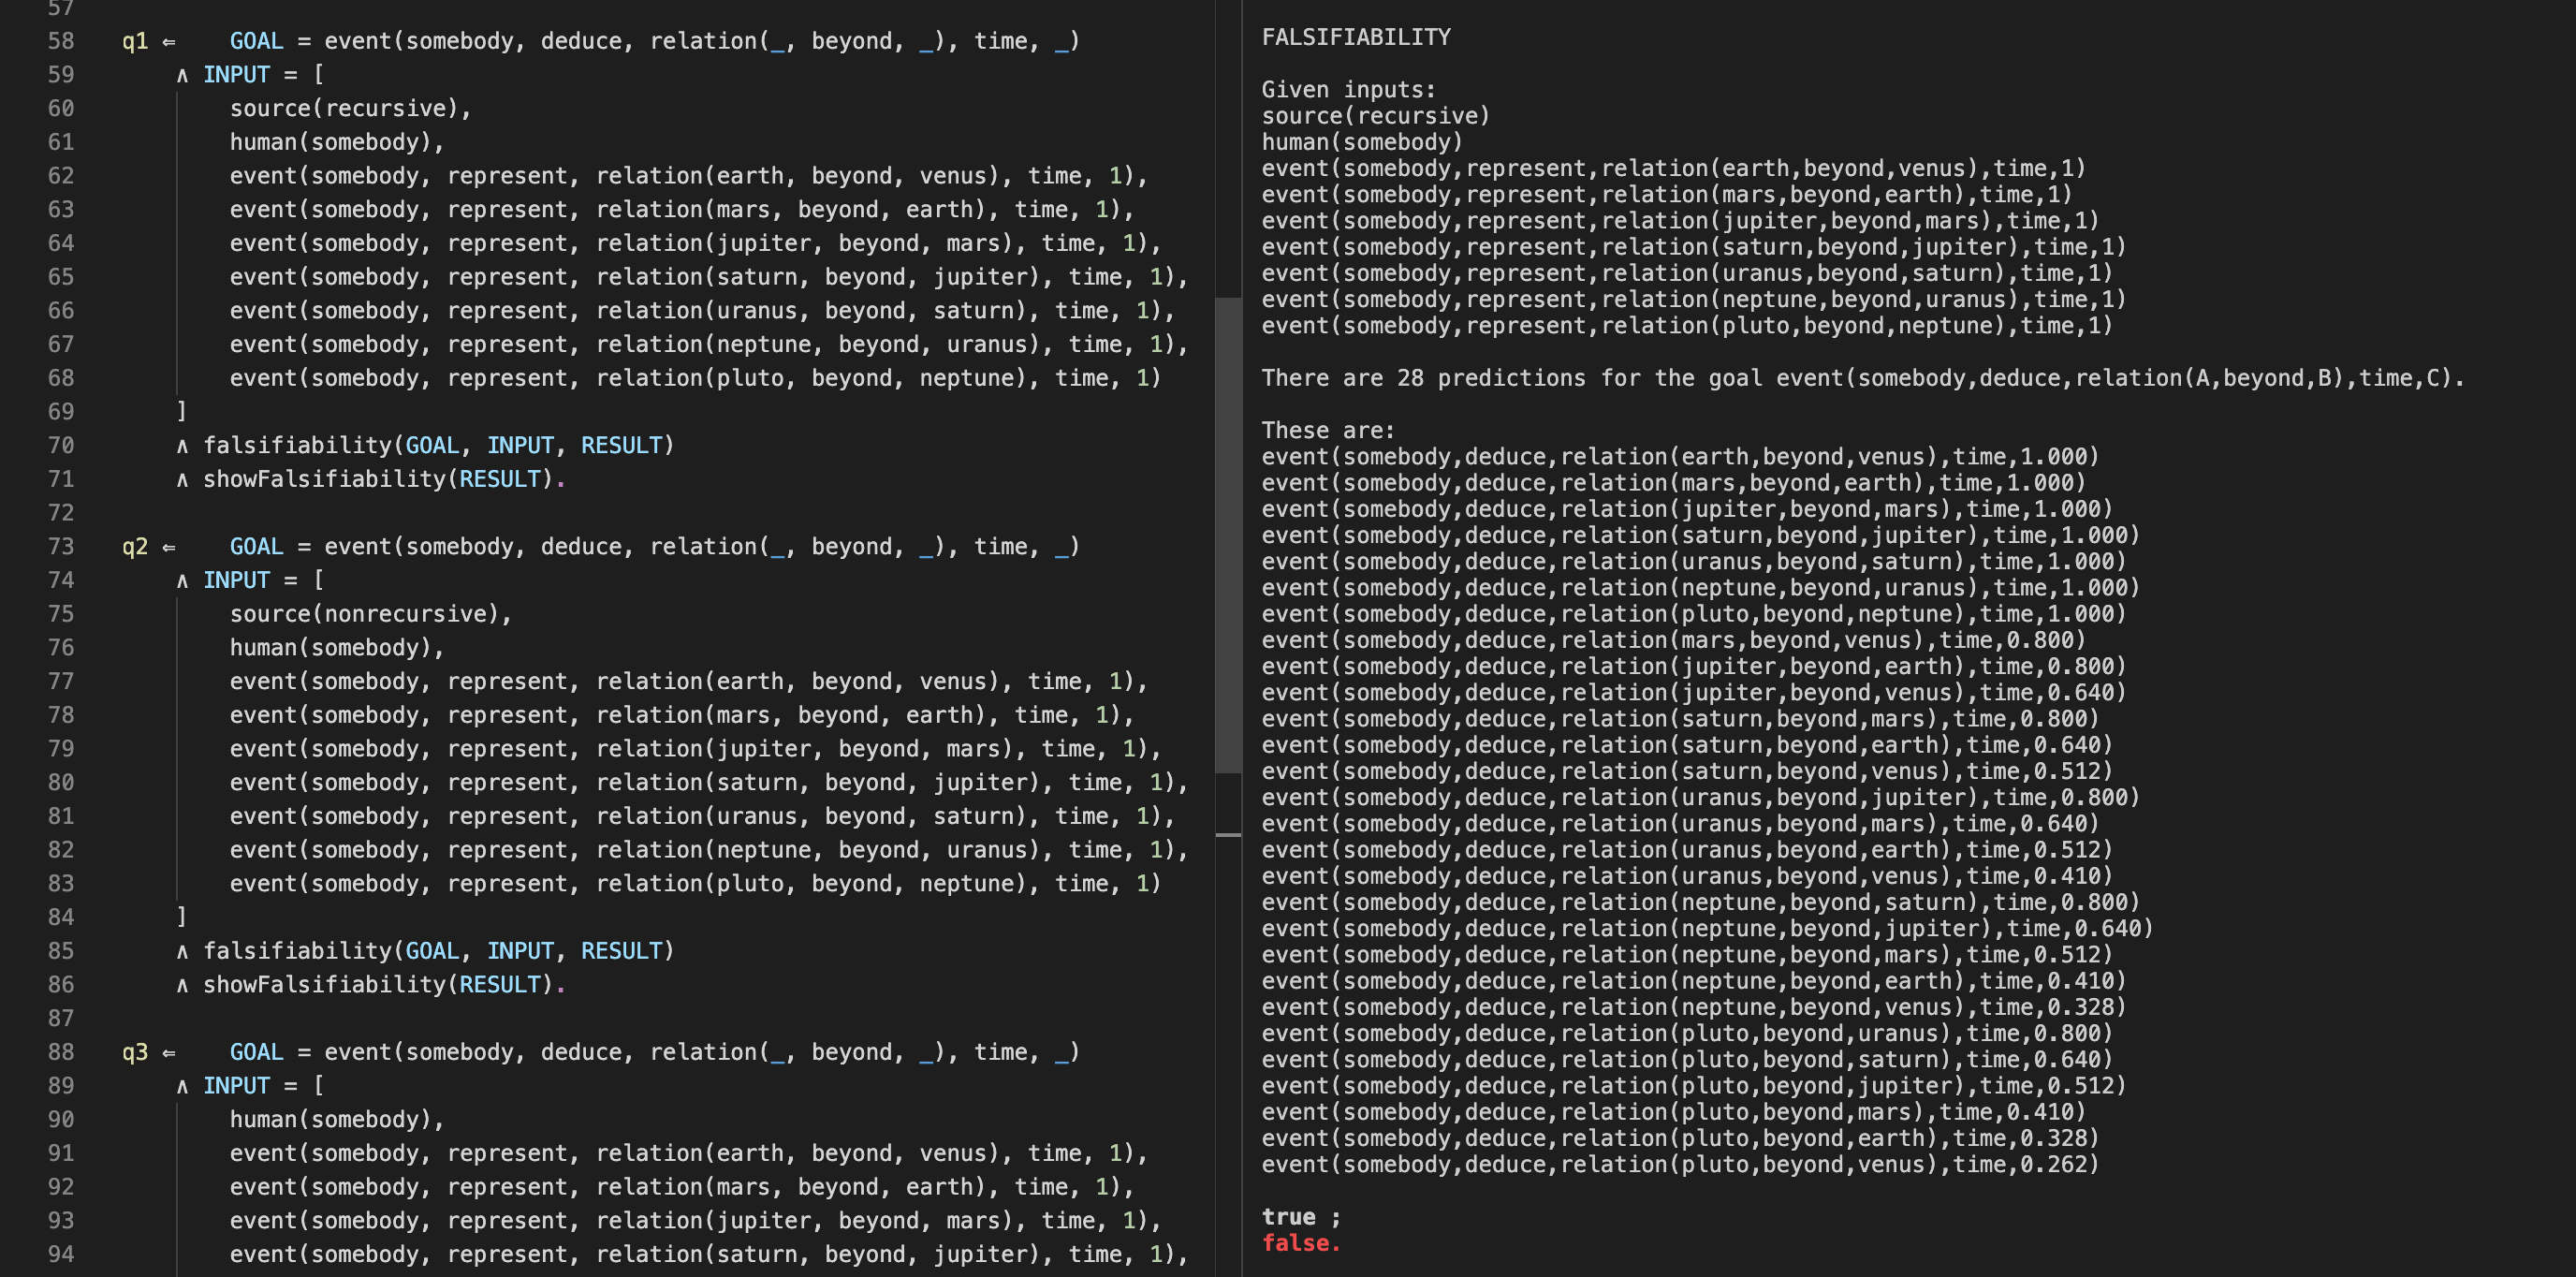 57
58 q1 ⇐ GOAL = event(somebody, deduce, relation(_, beyond, _), time, _)
59 ∧ INPUT = [
60 source(recursive),
61 human(somebody),
62 event(somebody, represent, relation(earth, beyond, venus), time, 1),
63 event(somebody, represent, relation(mars, beyond, earth), time, 1),
64 event(somebody, represent, relation(jupiter, beyond, mars), time, 1),
65 event(somebody, represent, relation(saturn, beyond, jupiter), time, 1),
66 event(somebody, represent, relation(uranus, beyond, saturn), time, 1),
67 event(somebody, represent, relation(neptune, beyond, uranus), time, 1),
68 event(somebody, represent, relation(pluto, beyond, neptune), time, 1)
69 ]
70 ∧ falsifiability(GOAL, INPUT, RESULT)
71 ∧ showFalsifiability(RESULT).
72
73 q2 ⇐ GOAL = event(somebody, deduce, relation(_, beyond, _), time, _)
74 ∧ INPUT = [
75 source(nonrecursive),
76 human(somebody),
77 event(somebody, represent, relation(earth, beyond, venus), time, 1),
78 event(somebody, represent, relation(mars, beyond, earth), time, 1),
79 event(somebody, represent, relation(jupiter, beyond, mars), time, 1),
80 event(somebody, represent, relation(saturn, beyond, jupiter), time, 1),
81 event(somebody, represent, relation(uranus, beyond, saturn), time, 1),
82 event(somebody, represent, relation(neptune, beyond, uranus), time, 1),
83 event(somebody, represent, relation(pluto, beyond, neptune), time, 1)
84 ]
85 ∧ falsifiability(GOAL, INPUT, RESULT)
86 ∧ showFalsifiability(RESULT).
87
88 q3 ⇐ GOAL = event(somebody, deduce, relation(_, beyond, _), time, _)
89 ∧ INPUT = [
90 human(somebody),
91 event(somebody, represent, relation(earth, beyond, venus), time, 1),
92 event(somebody, represent, relation(mars, beyond, earth), time, 1),
93 event(somebody, represent, relation(jupiter, beyond, mars), time, 1),
94 event(somebody, represent, relation(saturn, beyond, jupiter), time, 1),
FALSIFIABILITY
Given inputs:
source(recursive)
human(somebody)
event(somebody,represent,relation(earth,beyond,venus),time,1)
event(somebody,represent,relation(mars,beyond,earth),time,1)
event(somebody,represent,relation(jupiter,beyond,mars),time,1)
event(somebody,represent,relation(saturn,beyond,jupiter),time,1)
event(somebody,represent,relation(uranus,beyond,saturn),time,1)
event(somebody,represent,relation(neptune,beyond,uranus),time,1)
event(somebody,represent,relation(pluto,beyond,neptune),time,1)
There are 28 predictions for the goal event(somebody,deduce,relation(A,beyond,B),time,C).
These are:
event(somebody,deduce,relation(earth,beyond,venus),time,1.000)
event(somebody,deduce,relation(mars,beyond,earth),time,1.000)
event(somebody,deduce,relation(jupiter,beyond,mars),time,1.000)
event(somebody,deduce,relation(saturn,beyond,jupiter),time,1.000)
event(somebody,deduce,relation(uranus,beyond,saturn),time,1.000)
event(somebody,deduce,relation(neptune,beyond,uranus),time,1.000)
event(somebody,deduce,relation(pluto,beyond,neptune),time,1.000)
event(somebody,deduce,relation(mars,beyond,venus),time,0.800)
event(somebody,deduce,relation(jupiter,beyond,earth),time,0.800)
event(somebody,deduce,relation(jupiter,beyond,venus),time,0.640)
event(somebody,deduce,relation(saturn,beyond,mars),time,0.800)
event(somebody,deduce,relation(saturn,beyond,earth),time,0.640)
event(somebody,deduce,relation(saturn,beyond,venus),time,0.512)
event(somebody,deduce,relation(uranus,beyond,jupiter),time,0.800)
event(somebody,deduce,relation(uranus,beyond,mars),time,0.640)
event(somebody,deduce,relation(uranus,beyond,earth),time,0.512)
event(somebody,deduce,relation(uranus,beyond,venus),time,0.410)
event(somebody,deduce,relation(neptune,beyond,saturn),time,0.800)
event(somebody,deduce,relation(neptune,beyond,jupiter),time,0.640)
event(somebody,deduce,relation(neptune,beyond,mars),time,0.512)
event(somebody,deduce,relation(neptune,beyond,earth),time,0.410)
event(somebody,deduce,relation(neptune,beyond,venus),time,0.328)
event(somebody,deduce,relation(pluto,beyond,uranus),time,0.800)
event(somebody,deduce,relation(pluto,beyond,saturn),time,0.640)
event(somebody,deduce,relation(pluto,beyond,jupiter),time,0.512)
event(somebody,deduce,relation(pluto,beyond,mars),time,0.410)
event(somebody,deduce,relation(pluto,beyond,earth),time,0.328)
event(somebody,deduce,relation(pluto,beyond,venus),time,0.262)
true ;
false.